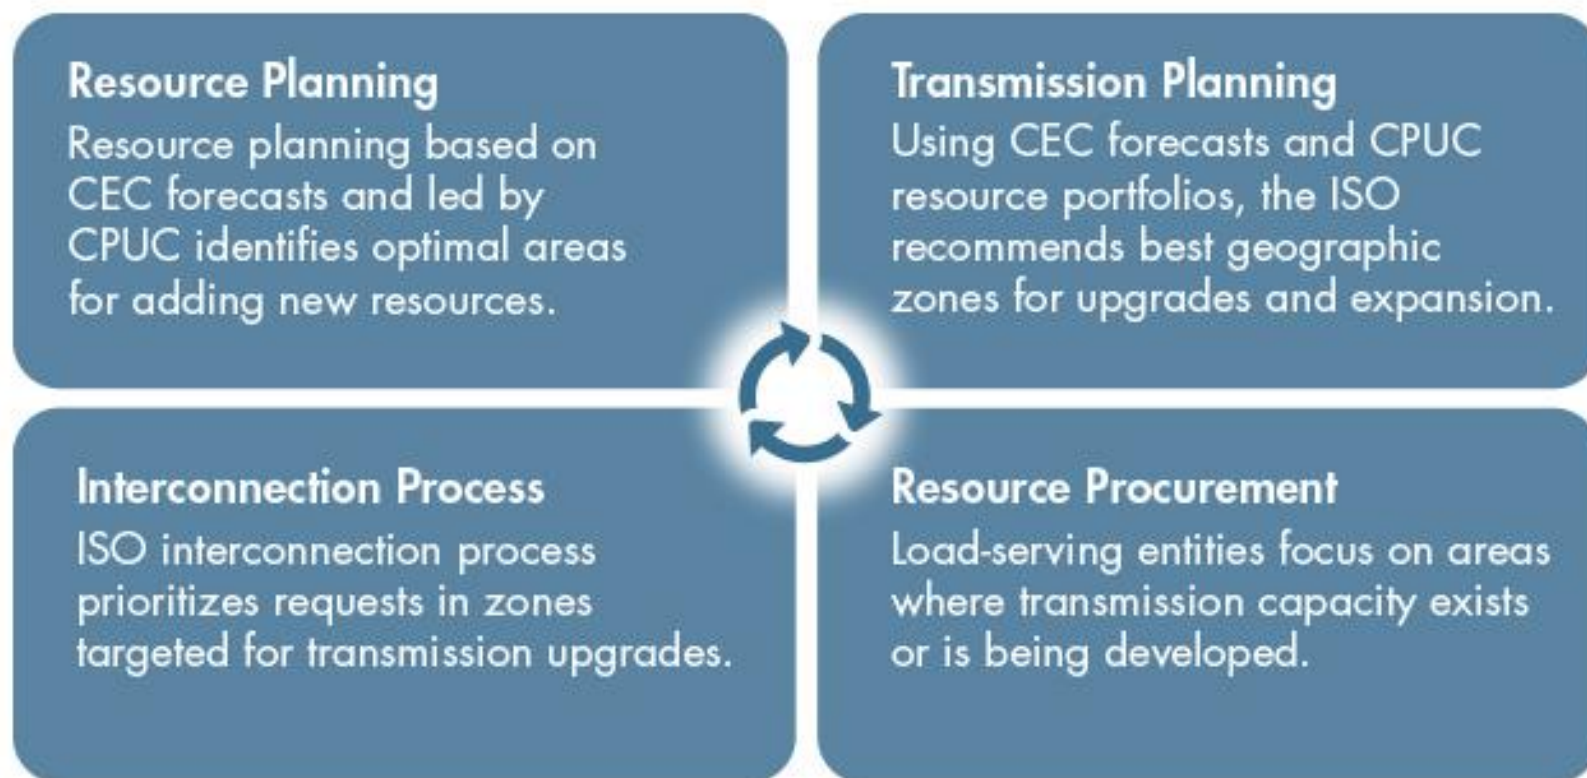 Resource Planning
Resource planning based on
CEC forecasts and led by
CPUC identifies optimal areas
for adding new resources.
Transmission Planning
Using CEC forecasts and CPUC
resource portfolios, the ISO
recommends best geographic
zones for upgrades and expansion.
Interconnection Process
ISO interconnection process
prioritizes requests in zones
targeted for transmission upgrades.
Resource Procurement
Load-serving entities focus on areas
where transmission capacity exists
or is being developed.